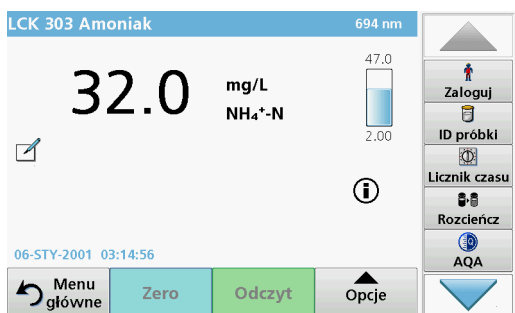 LCK 303 Amoniak
694 nm
32.0
mg/L
NH₄⁺-N
47.0
2.00
i
06-STY-2001 03:14:56
Menu
główne
Zero
Odczyt
Opcje
Zaloguj
ID próbki
Licznik czasu
Rozcieńcz
AQA